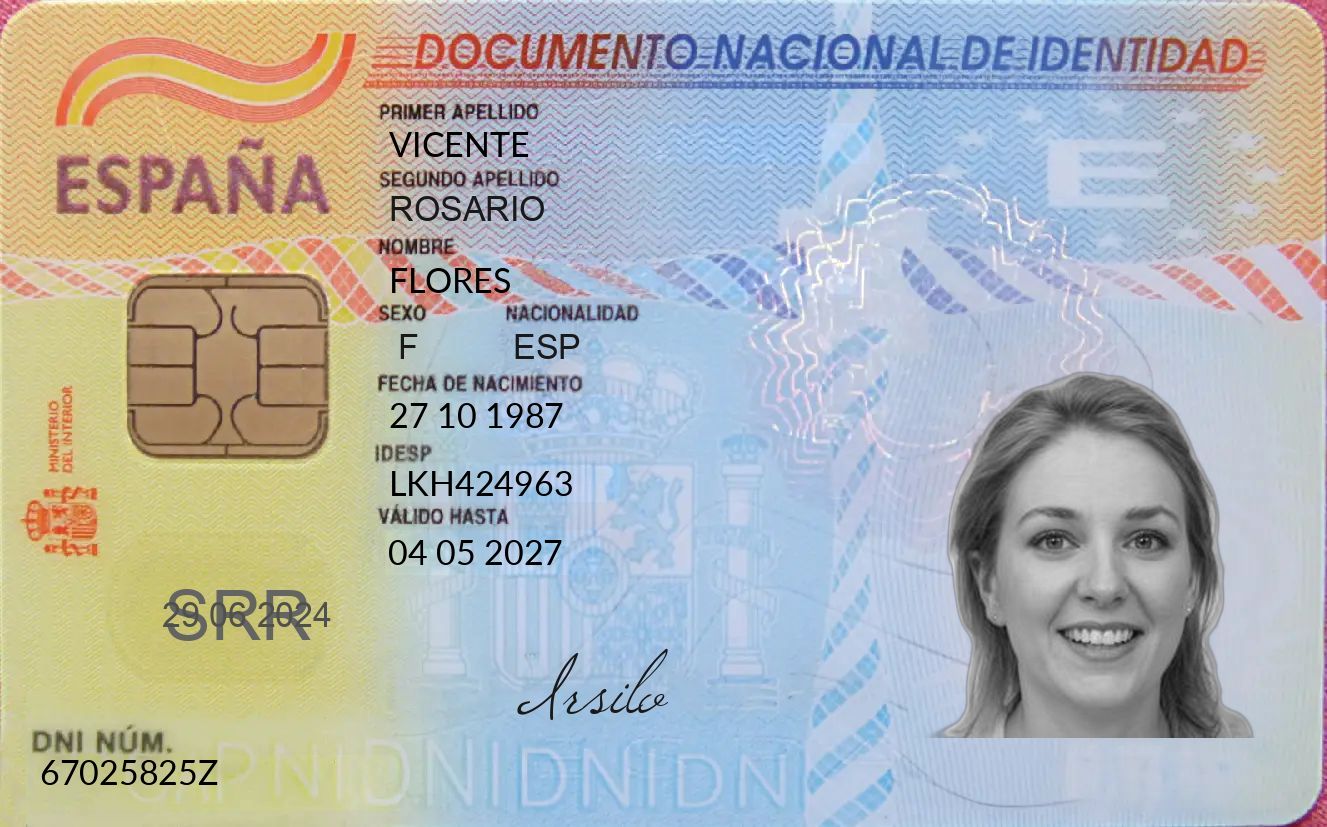 DOCUMENTO NACIONAL DE IDENTIDAD
ESPAÑA
PRIMER APELLIDO
VICENTE
SEGUNDO APELLIDO
ROSARIO
NOMBRE
FLORES
SEXO NACIONALIDAD
F ESP
FECHA DE NACIMIENTO
27 10 1987
IDESP
LKH424963
VÁLIDO HASTA
04 05 2027
MINISTERIO
DEL INTERIOR
E
SRR
29 06 2024
DNI NÚM.
67025825Z
DNIDNIDNIDNI